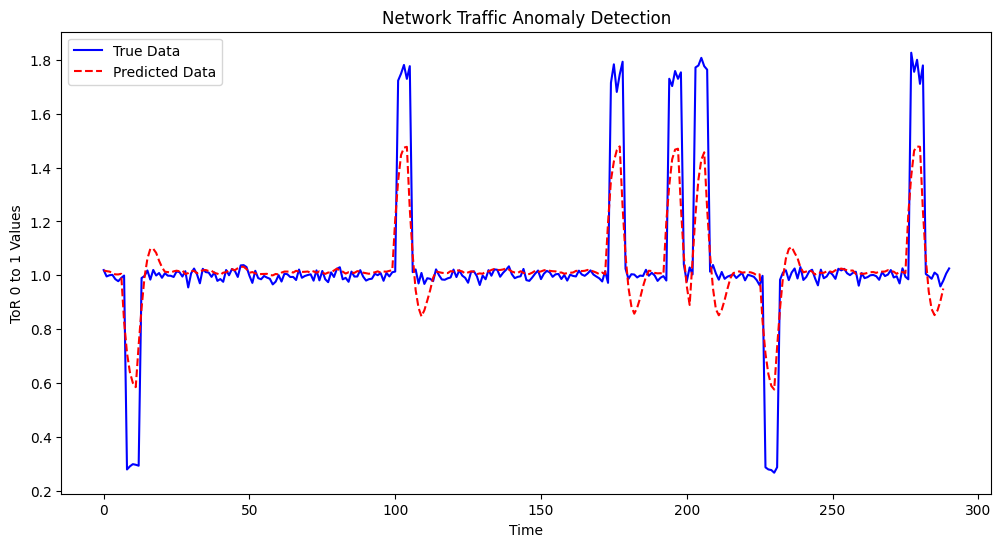 Network Traffic Anomaly Detection
True Data
Predicted Data
1.8
1.6
1.4
1.2
1.0
0.8
0.6
0.4
0.2
ToR 0 to 1 Values
0 50 100 150 200 250 300
Time